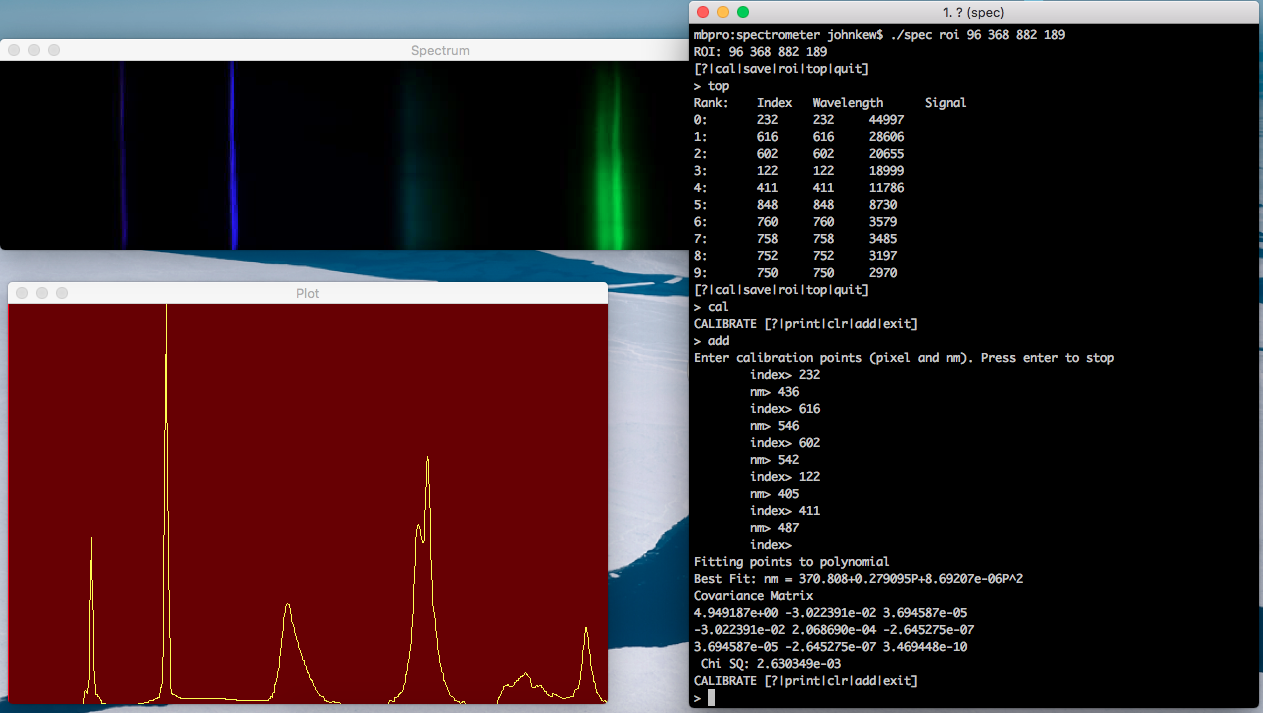 1. ? (spec)
Spectrum
mbpro:spectrometer johnkew$ ./spec roi 96 368 882 189
ROI: 96 368 882 189
[?|cal|save|roi|top|quit]
> top
Rank: Index Wavelength Signal
0: 232 232 44997
1: 616 616 28606
2: 602 602 20655
3: 122 122 18999
4: 411 411 11786
5: 848 848 8730
6: 760 760 3579
7: 758 758 3485
8: 752 752 3197
9: 750 750 2970
[?|cal|save|roi|top|quit]
> cal
CALIBRATE [?|print|clr|add|exit]
> add
Enter calibration points (pixel and nm). Press enter to stop
index> 232
nm> 436
index> 616
nm> 546
index> 602
nm> 542
index> 122
nm> 405
index> 411
nm> 487
index>
Fitting points to polynomial
Best Fit: nm = 370.808+0.279095P+8.69207e-06P^2
Covariance Matrix
4.949187e+00 -3.022391e-02 3.694587e-05
-3.022391e-02 2.068690e-04 -2.645275e-07
3.694587e-05 -2.645275e-07 3.469448e-10
Chi SQ: 2.630349e-03
CALIBRATE [?|print|clr|add|exit]
>
Plot